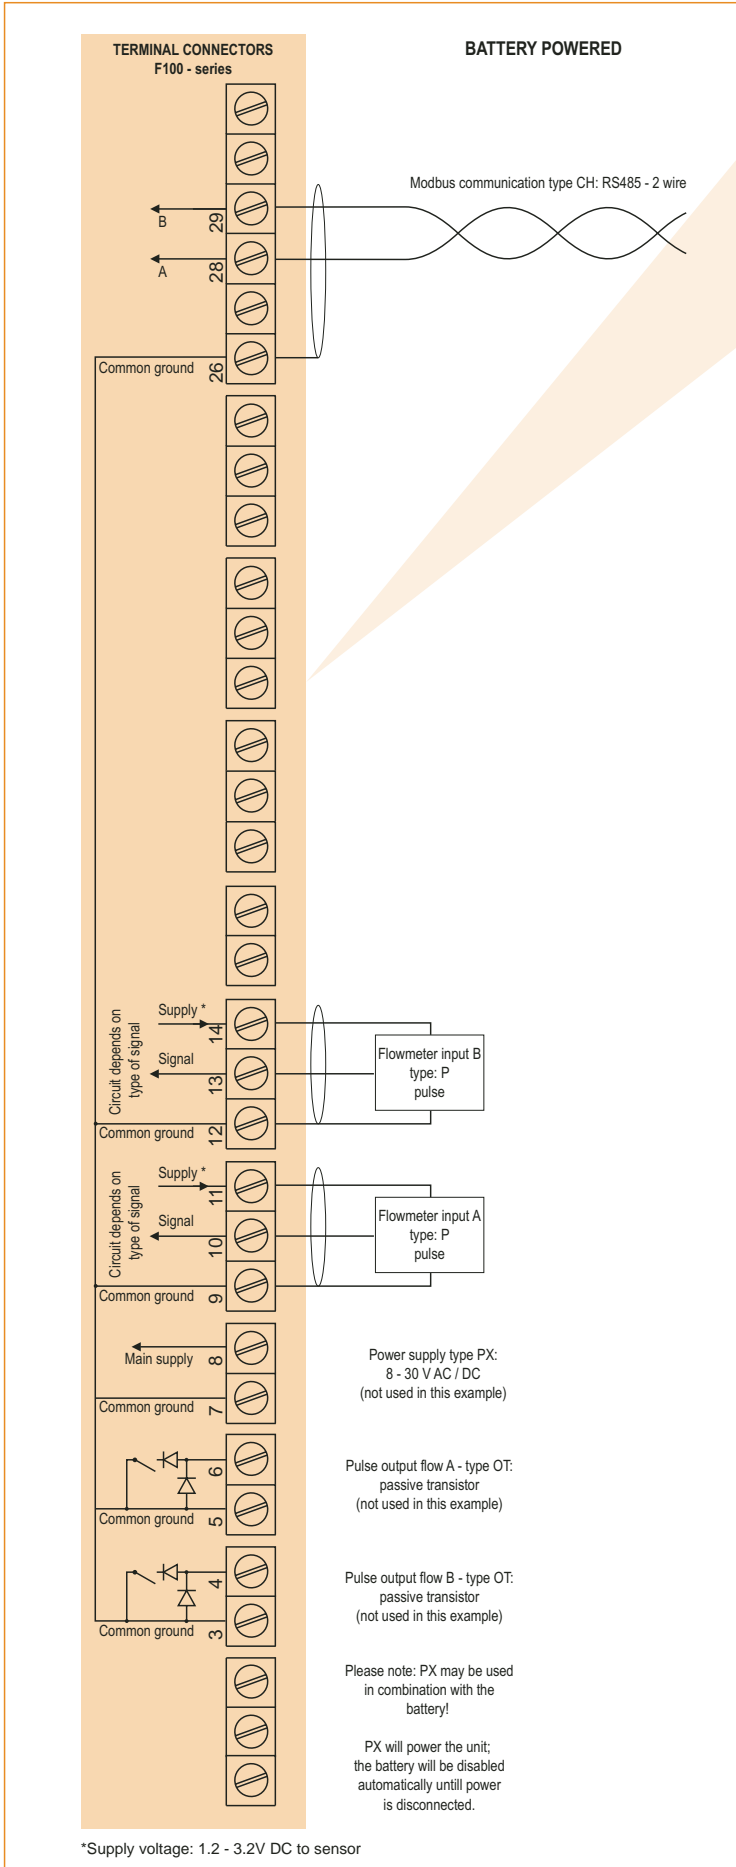 TERMINAL CONNECTORS
F100 - series
BATTERY POWERED
Modbus communication type CH: RS485 - 2 wire
B
29
A
28
Common ground
26
Circuit depends on
type of signal
Supply *
14
Signal
13
Common ground
12
Flowmeter input B
type: P
pulse
Circuit depends on
type of signal
Supply *
11
Signal
10
Common ground
9
Flowmeter input A
type: P
pulse
Main supply
8
Common ground
7
Power supply type PX:
8 - 30 V AC / DC
(not used in this example)
6
Common ground
5
Pulse output flow A - type OT:
passive transistor
(not used in this example)
4
Common ground
3
Pulse output flow B - type OT:
passive transistor
(not used in this example)
Please note: PX may be used
in combination with the
battery!
PX will power the unit;
the battery will be disabled
automatically untill power
is disconnected.
*Supply voltage: 1.2 - 3.2V DC to sensor